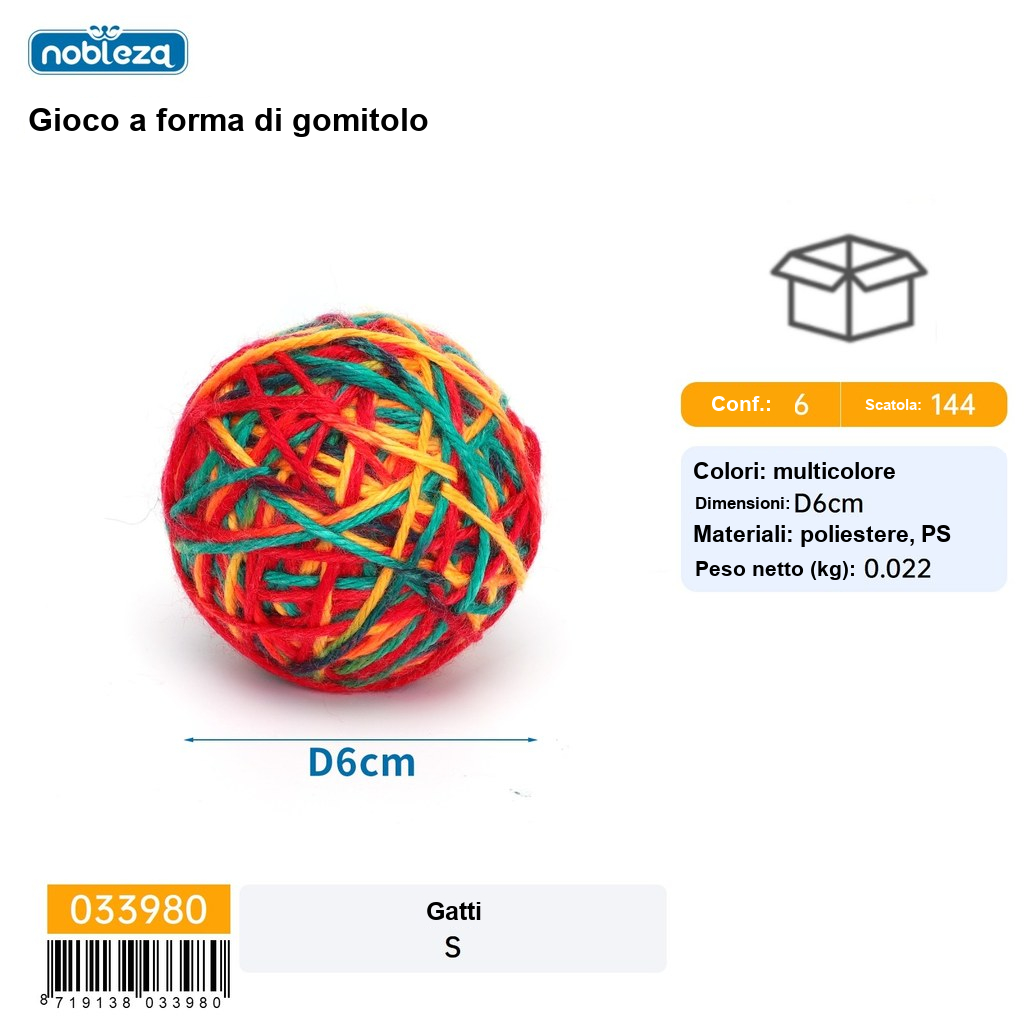 nobleza
Gioco a forma di gomitolo
Conf.: 6 Scatola: 144
Colori: multicolore
Dimensioni: D6cm
Materiali: poliestere, PS
Peso netto (kg): 0.022
D6cm
033980
Gatti
S
8 719138 033980